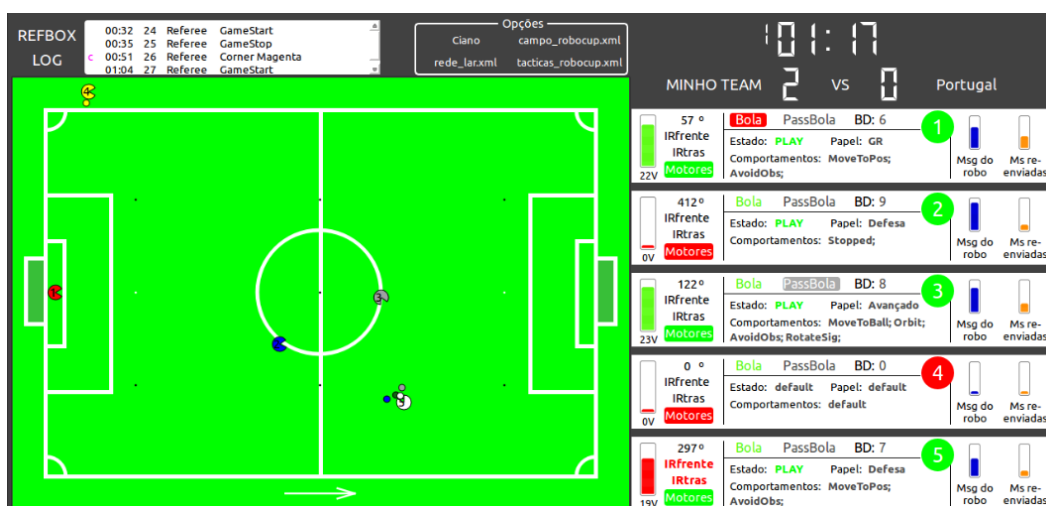 REFBOX
LOG
00:32 24 Referee GameStart
00:35 25 Referee GameStop
c 00:51 26 Referee Corner Magenta
01:04 27 Referee GameStart
Opções
Ciano campo_robocup.xml
rede_lar.xml tacticas_robocup.xml
1 01:17
MINHO TEAM 2 VS 0 Portugal
57 º Bola PassBola BD: 6 1
IRfrente
IRtras
Motores
22V
Estado: PLAY Papel: GR
Comportamentos: MoveToPos;
AvoidObs;
Msg do
robo
Ms re-
enviadas
412º Bola PassBola BD: 9 2
IRfrente
IRtras
Motores
0V
Estado: PLAY Papel: Defesa
Comportamentos: Stopped;
Msg do
robo
Ms re-
enviadas
122º Bola PassBola BD: 8 3
IRfrente
IRtras
Motores
23V
Estado: PLAY Papel: Avançado
Comportamentos: MoveToBall; Orbit;
AvoidObs; RotateSig;
Msg do
robo
Ms re-
enviadas
0 º Bola PassBola BD: 0 4
IRfrente
IRtras
Motores
0V
Estado: default Papel: default
Comportamentos: default
Msg do
robo
Ms re-
enviadas
297º Bola PassBola BD: 7 5
IRfrente
IRtras
Motores
19V
Estado: PLAY Papel: Defesa
Comportamentos: MoveToPos;
AvoidObs;
Msg do
robo
Ms re-
enviadas
4
3